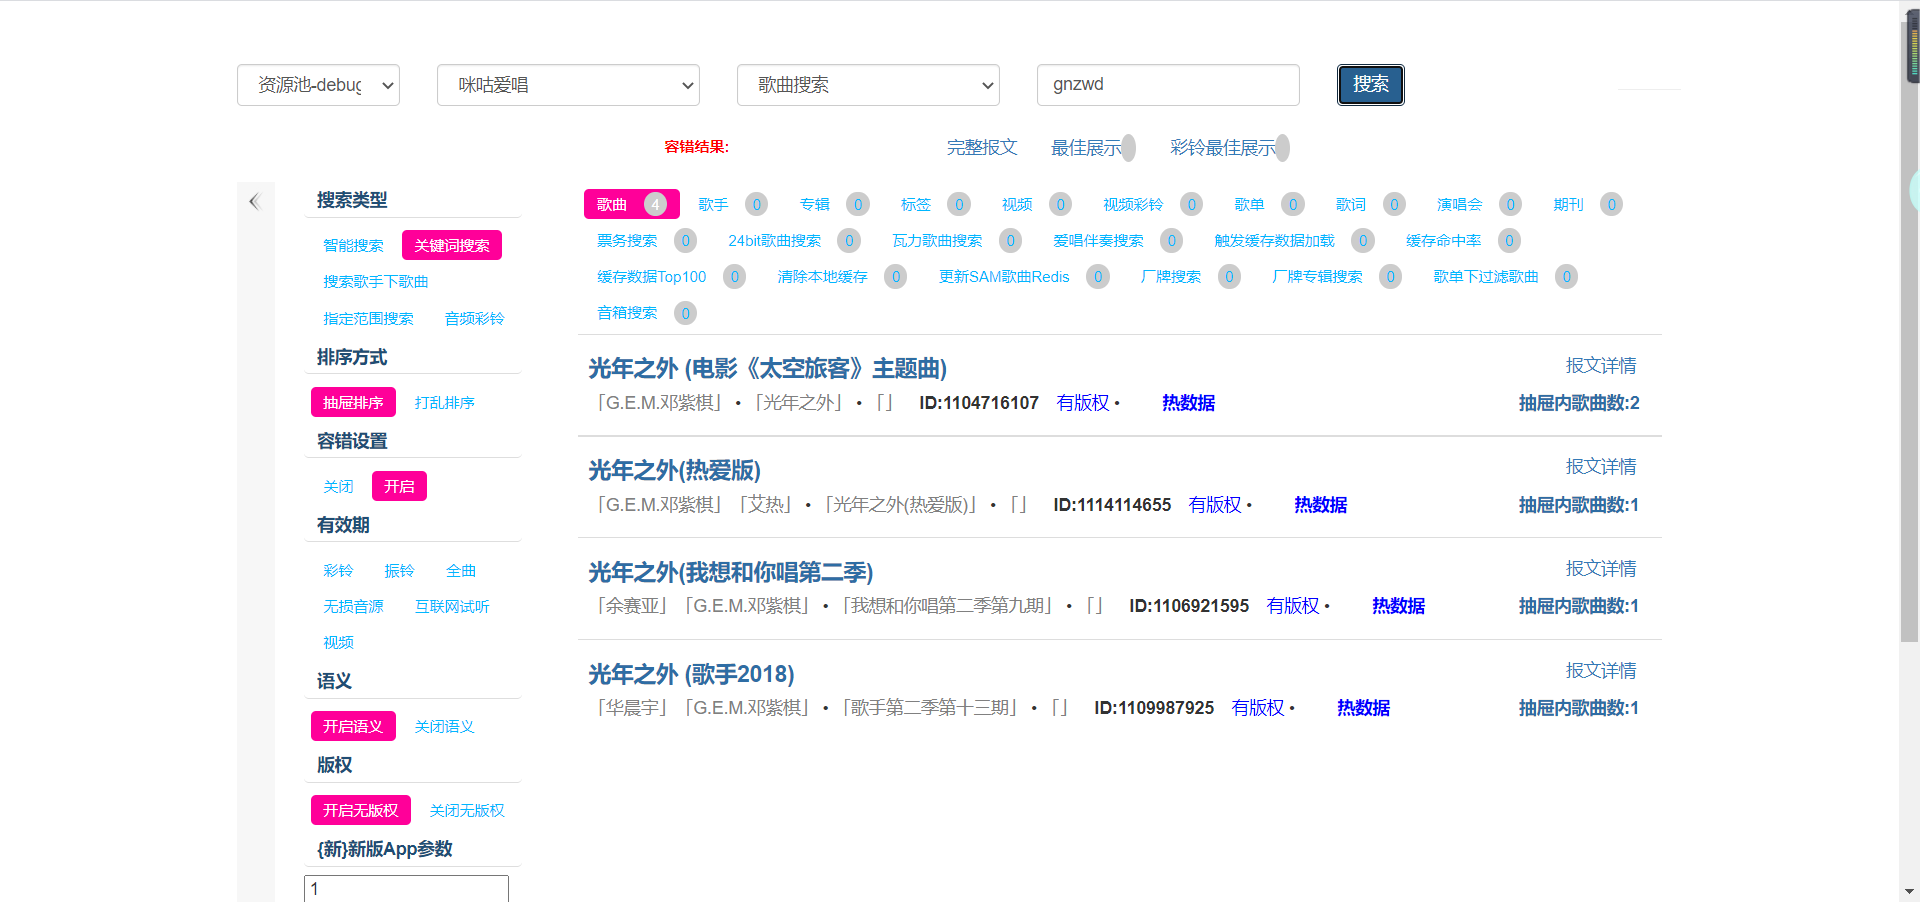 资源池-debug 咪咕爱唱 歌曲搜索 gnzwd 搜索
容错结果: 完整报文 最佳展示 彩铃最佳展示
搜索类型
智能搜索 关键词搜索
搜索歌手下歌曲
指定范围搜索 音频彩铃
排序方式
抽屉排序 打乱排序
容错设置
关闭 开启
有效期
彩铃 振铃 全曲
无损音源 互联网试听
视频
语义
开启语义 关闭语义
版权
开启无版权 关闭无版权
{新}新版App参数
1
歌曲 4 歌手 0 专辑 0 标签 0 视频 0 视频彩铃 0 歌单 0 歌词 0 演唱会 0 期刊 0
票务搜索 0 24bit歌曲搜索 0 瓦力歌曲搜索 0 爱唱伴奏搜索 0 触发缓存数据加载 0 缓存命中率 0
缓存数据Top100 0 清除本地缓存 0 更新SAM歌曲Redis 0 厂牌搜索 0 厂牌专辑搜索 0 歌单下过滤歌曲 0
音箱搜索 0
光年之外 (电影《太空旅客》主题曲) 报文详情
「G.E.M.邓紫棋」 • 「光年之外」 • 「」 ID:1104716107 有版权 • 热数据 抽屉内歌曲数:2
光年之外(热爱版) 报文详情
「G.E.M.邓紫棋」 「艾热」 • 「光年之外(热爱版)」 • 「」 ID:1114114655 有版权 • 热数据 抽屉内歌曲数:1
光年之外(我想和你唱第二季) 报文详情
「余赛亚」 「G.E.M.邓紫棋」 • 「我想和你唱第二季第九期」 • 「」 ID:1106921595 有版权 • 热数据 抽屉内歌曲数:1
光年之外 (歌手2018) 报文详情
「华晨宇」 「G.E.M.邓紫棋」 • 「歌手第二季第十三期」 • 「」 ID:1109987925 有版权 • 热数据 抽屉内歌曲数:1